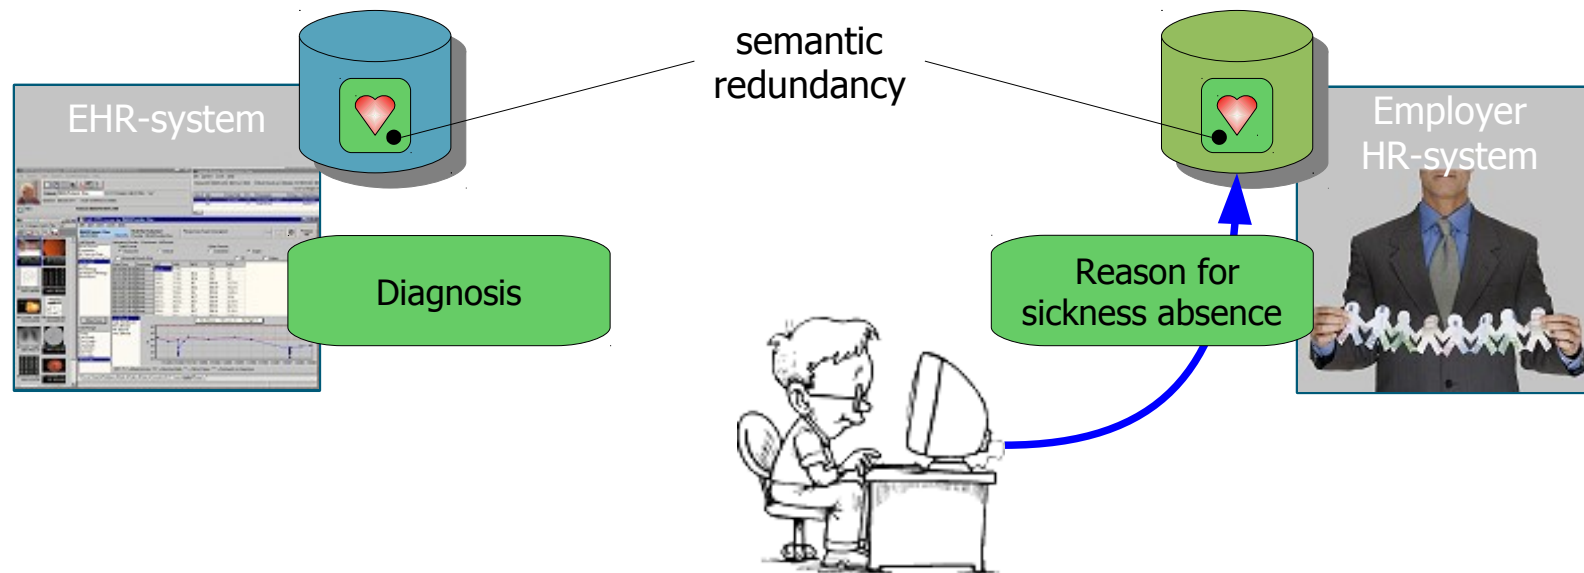 semantic
redundancy
EHR-system
Employer
HR-system
Diagnosis
Reason for
sickness absence